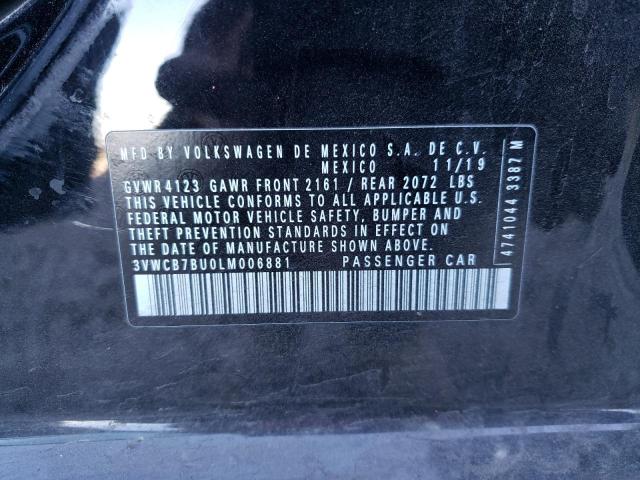 MFD BY VOLKSWAGEN DE MEXICO S.A. DE C.V.
MEXICO 11/19
GVWR 4123 GAWR FRONT 2161 / REAR 2072 LBS
THIS VEHICLE CONFORMS TO ALL APPLICABLE U.S.
FEDERAL MOTOR VEHICLE SAFETY, BUMPER AND
THEFT PREVENTION STANDARDS IN EFFECT ON
THE DATE OF MANUFACTURE SHOWN ABOVE.
3VWCB7BU0LM006881 PASSENGER CAR
4741044 3387 M